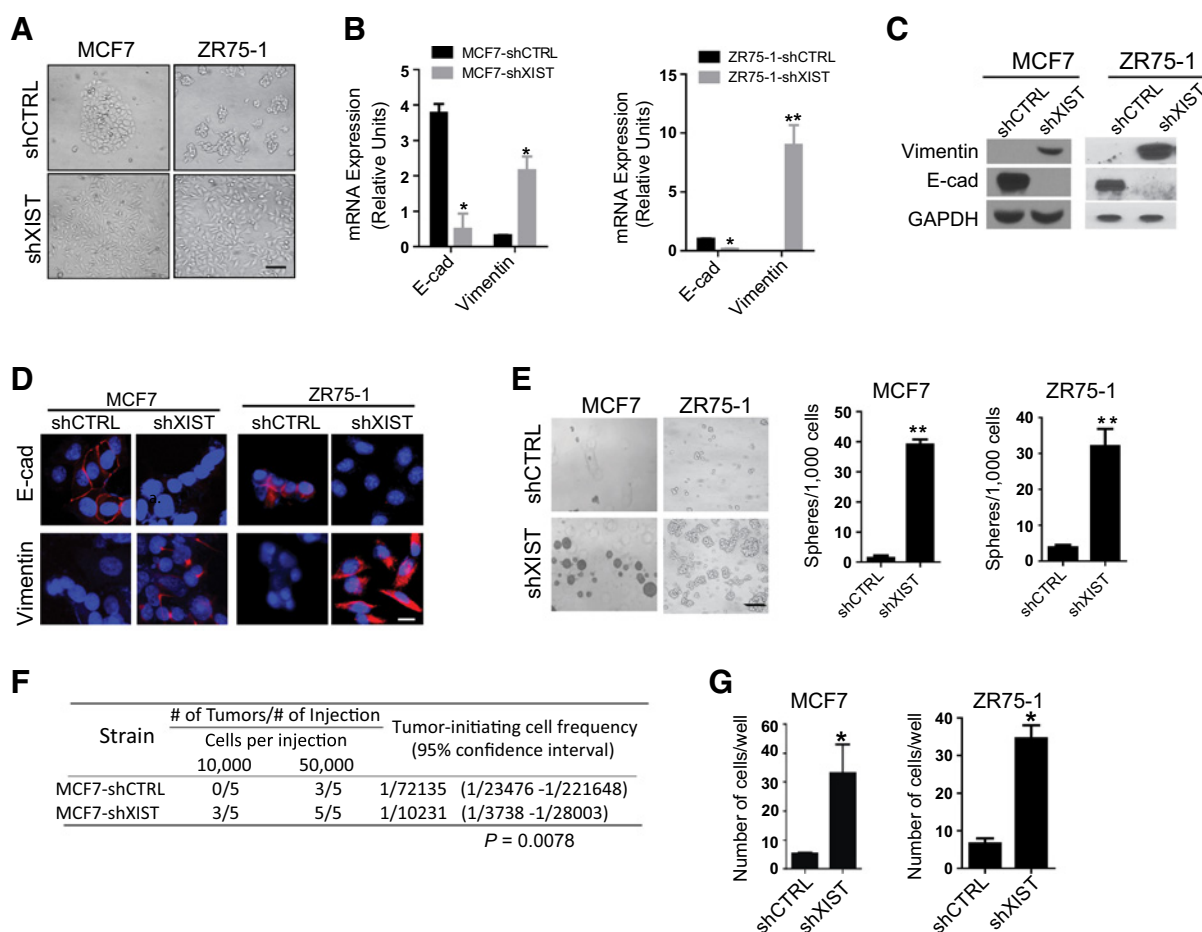 A
MCF7 ZR75-1
shCTRL
shXIST
B
MCF7-shCTRL
MCF7-shXIST
mRNA Expression
(Relative Units)
5
4
3
2
1
0
*
*
E-cad
Vimentin
ZR75-1-shCTRL
ZR75-1-shXIST
mRNA Expression
(Relative Units)
15
10
5
0
*
**
E-cad
Vimentin
C
MCF7 ZR75-1
shCTRL shXIST shCTRL shXIST
Vimentin
E-cad
GAPDH
D
MCF7 ZR75-1
shCTRL shXIST shCTRL shXIST
E-cad
a.
Vimentin
E
MCF7 ZR75-1
shCTRL
shXIST
MCF7
Spheres/1,000 cells
50
40
30
20
10
0
**
shCTRL
shXIST
ZR75-1
Spheres/1,000 cells
40
30
20
10
0
**
shCTRL
shXIST
F
Strain # of Tumors/# of Injection Tumor-initiating cell frequency
Cells per injection (95% confidence interval)
10,000 50,000
MCF7-shCTRL 0/5 3/5 1/72135 (1/23476 -1/221648)
MCF7-shXIST 3/5 5/5 1/10231 (1/3738 -1/28003)
P = 0.0078
G
MCF7
Number of cells/well
60
50
40
30
20
10
0
*
shCTRL
shXIST
ZR75-1
Number of cells/well
40
30
20
10
0
*
shCTRL
shXIST